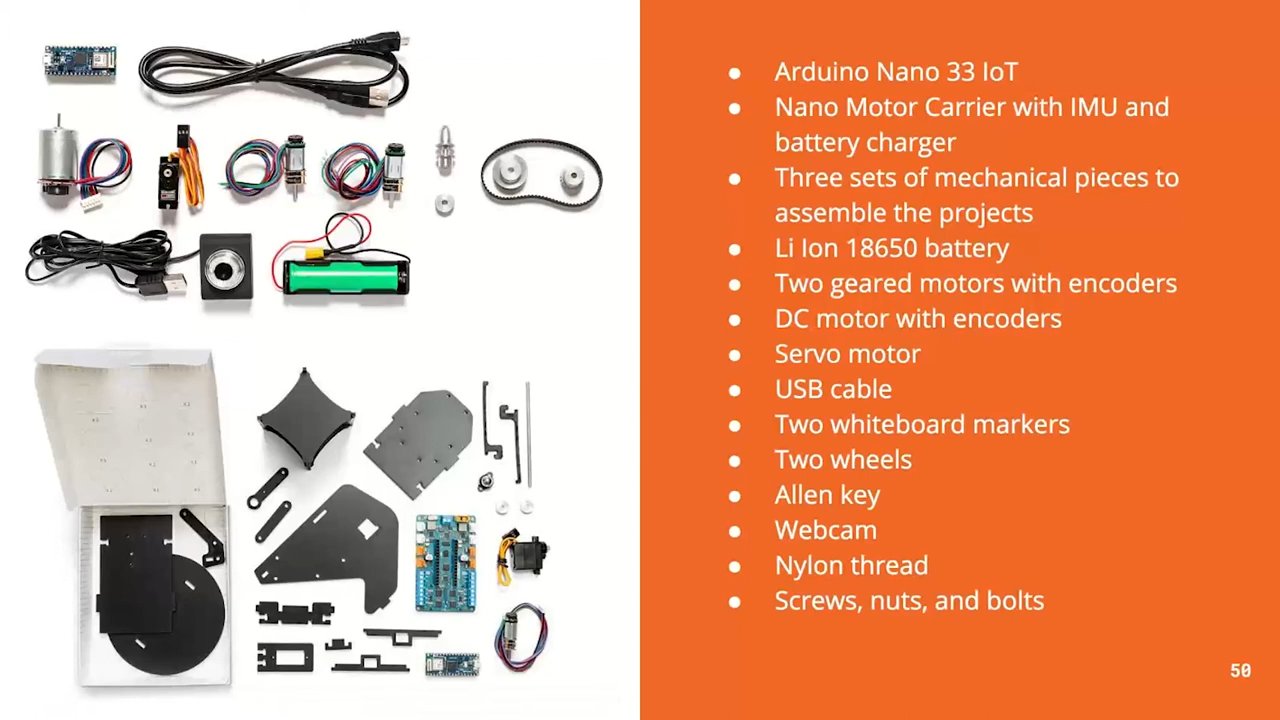 ● Arduino Nano 33 IoT
● Nano Motor Carrier with IMU and
battery charger
● Three sets of mechanical pieces to
assemble the projects
● Li Ion 18650 battery
● Two geared motors with encoders
● DC motor with encoders
● Servo motor
● USB cable
● Two whiteboard markers
● Two wheels
● Allen key
● Webcam
● Nylon thread
● Screws, nuts, and bolts
50